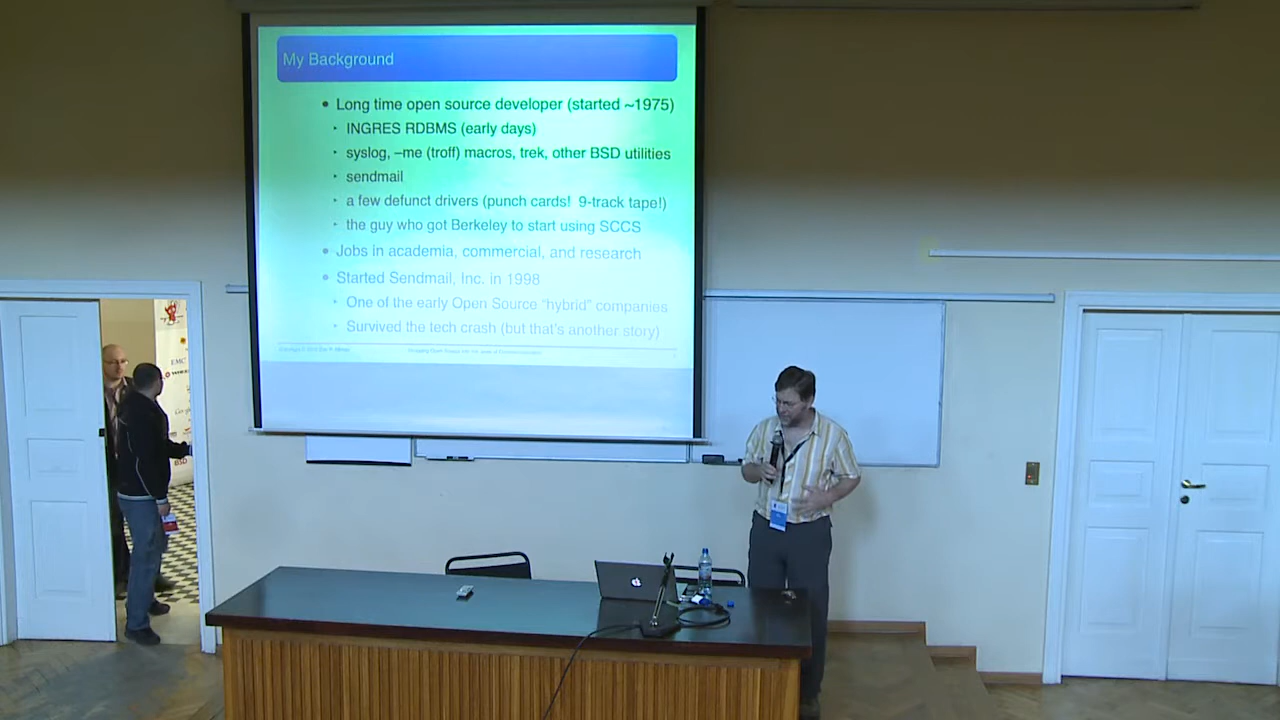 My Background
• Long time open source developer (started ~1975)
‣ INGRES RDBMS (early days)
‣ syslog, –me (troff) macros, trek, other BSD utilities
‣ sendmail
‣ a few defunct drivers (punch cards! 9-track tape!)
‣ the guy who got Berkeley to start using SCCS
• Jobs in academia, commercial, and research
• Started Sendmail, Inc. in 1998
‣ One of the early Open Source “hybrid” companies
‣ Survived the tech crash (but that’s another story)
EMC
BSD